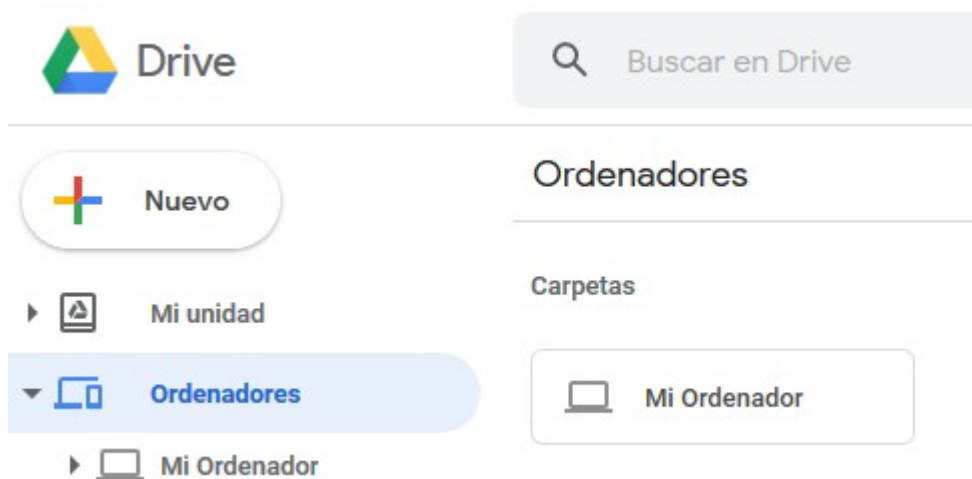 Drive
Buscar en Drive
Nuevo
Ordenadores
Carpetas
Mi unidad
Ordenadores
Mi Ordenador
Mi Ordenador